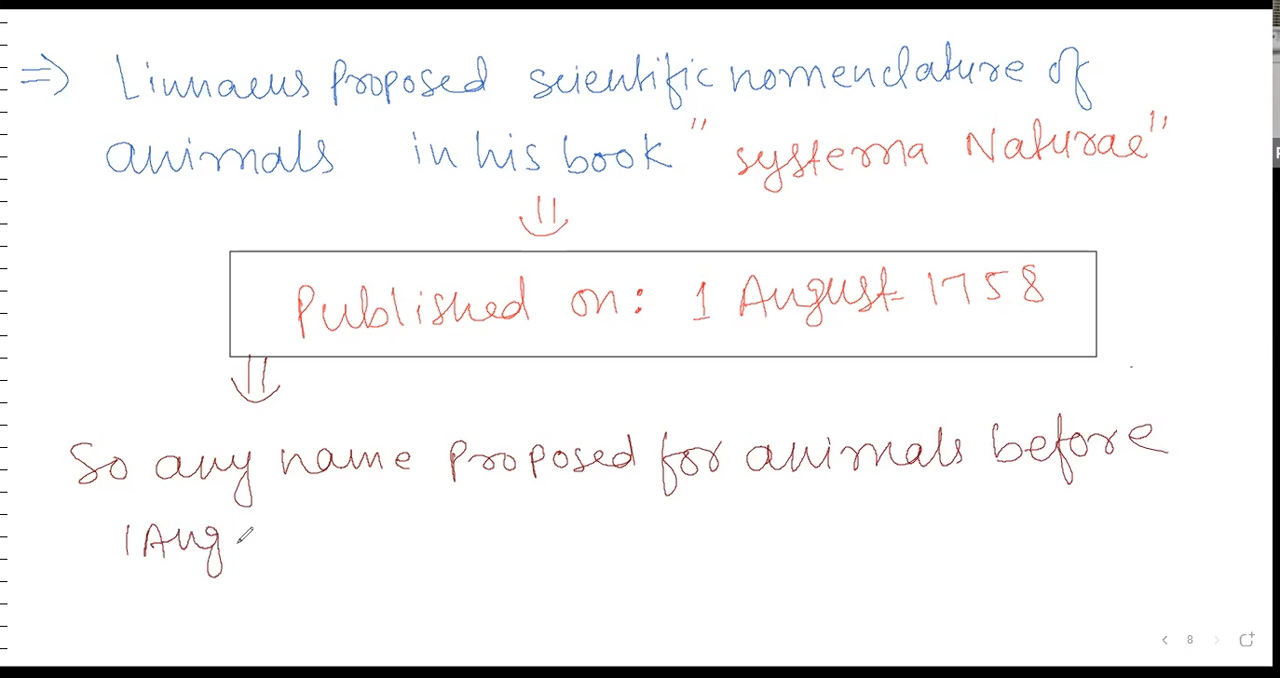 ⇒ Linnaeus proposed scientific nomenclature of
animals in his book "systema Naturae"
Published on: 1 August 1758
So any name proposed for animals before
1 Aug
8